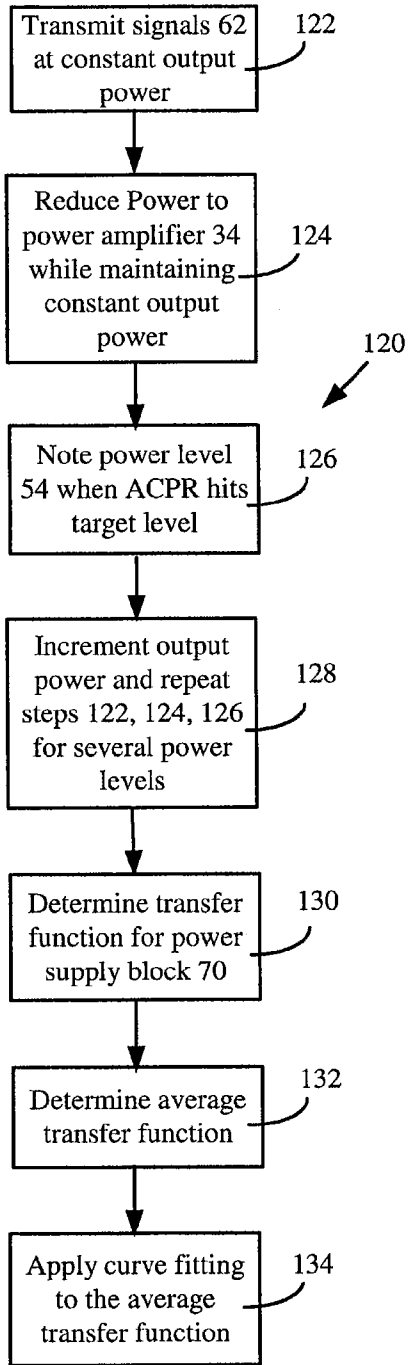 Transmit signals 62
at constant output
power
122
Reduce Power to
power amplifier 34
while maintaining
constant output
power
124
120
Note power level
54 when ACPR hits
target level
126
Increment output
power and repeat
steps 122, 124, 126
for several power
levels
128
Determine transfer
function for power
supply block 70
130
Determine average
transfer function
132
Apply curve fitting
to the average
transfer function
134